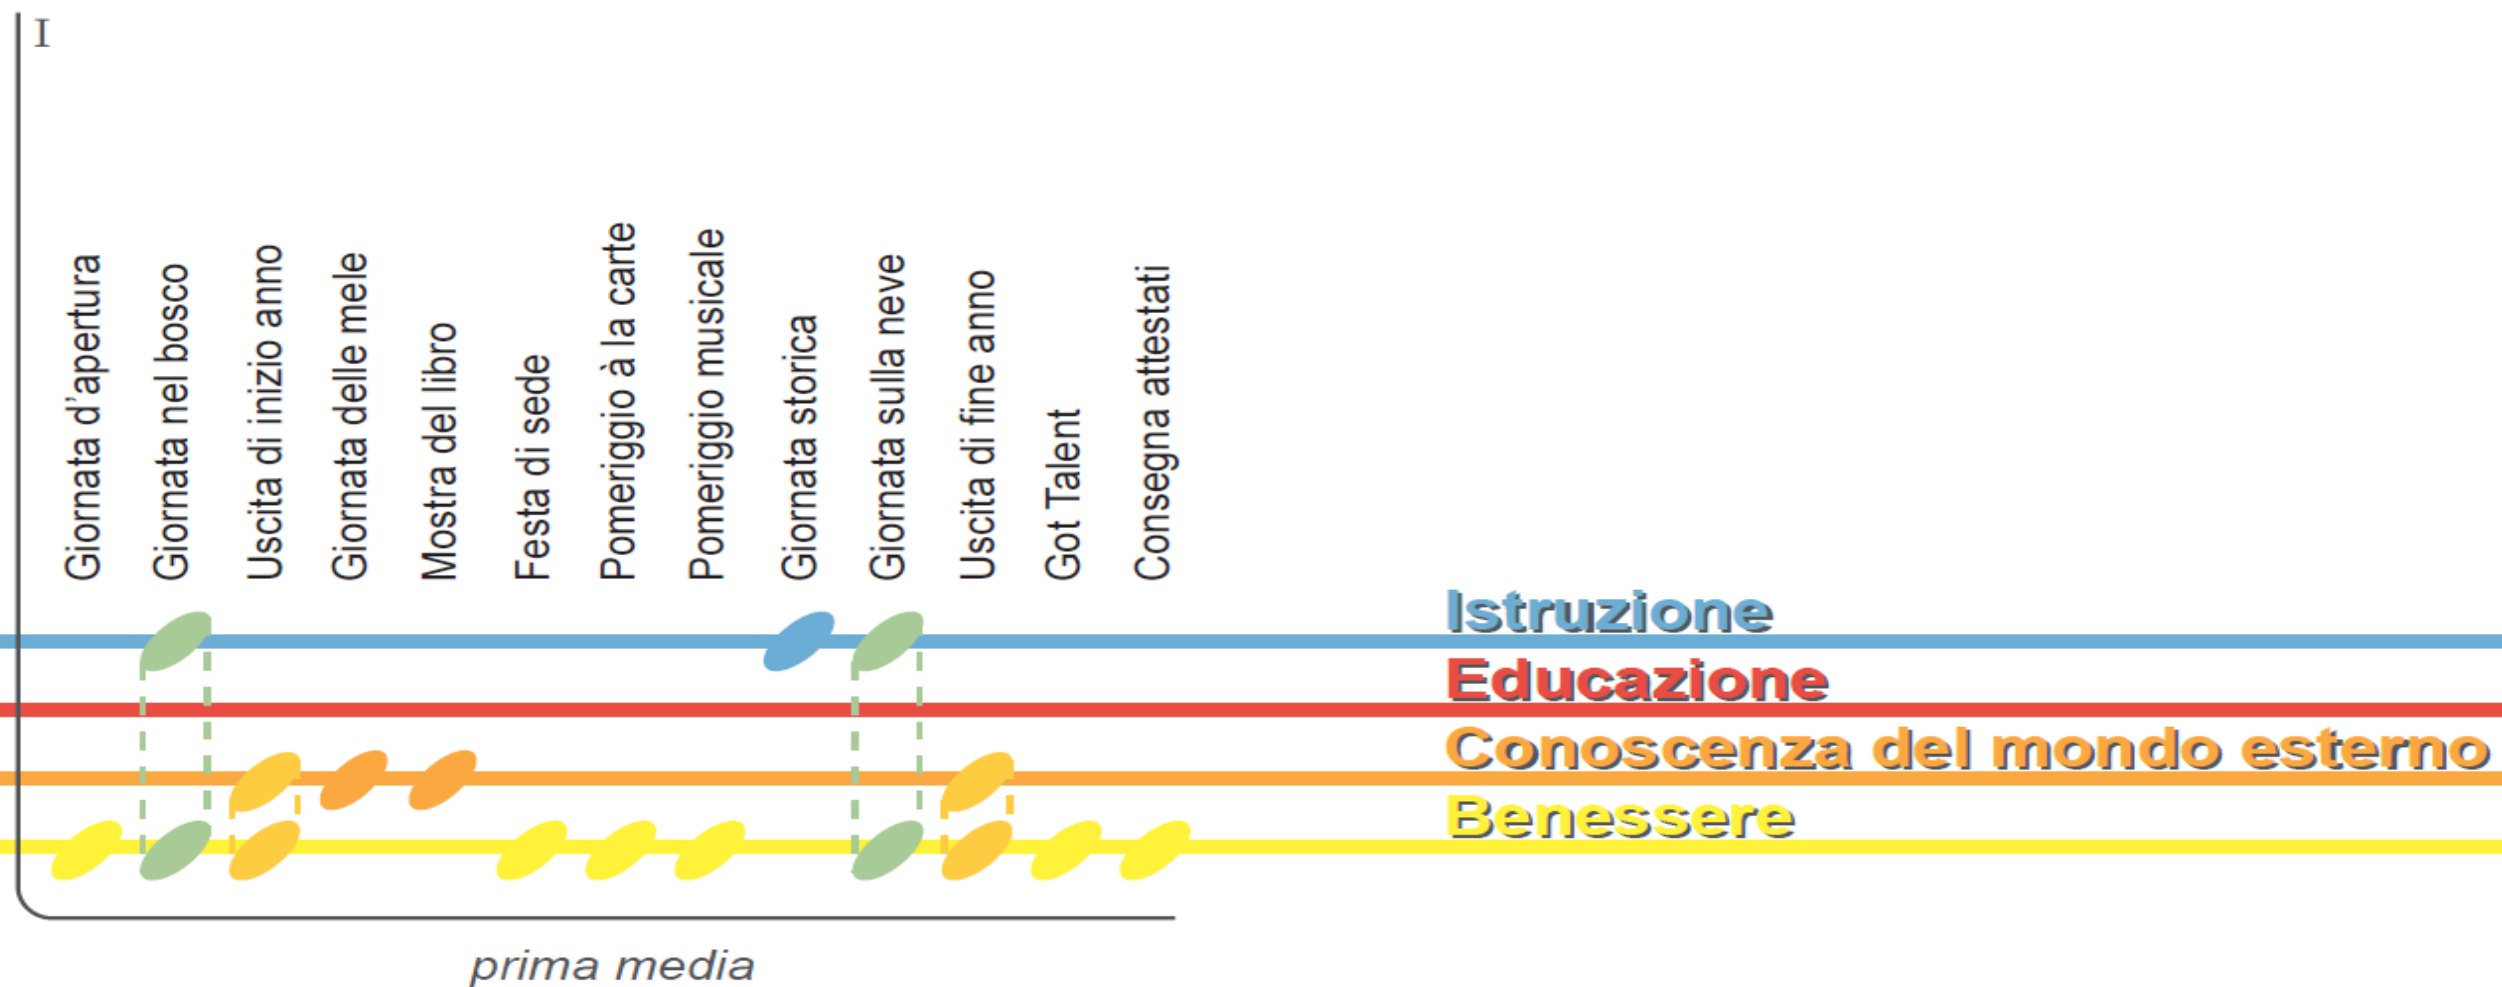 I
Giornata d'apertura
Giornata nel bosco
Uscita di inizio anno
Giornata delle mele
Mostra del libro
Festa di sede
Pomeriggio à la carte
Pomeriggio musicale
Giornata storica
Giornata sulla neve
Uscita di fine anno
Got Talent
Consegna attestati
Istruzione
Educazione
Conoscenza del mondo esterno
Benessere
prima media